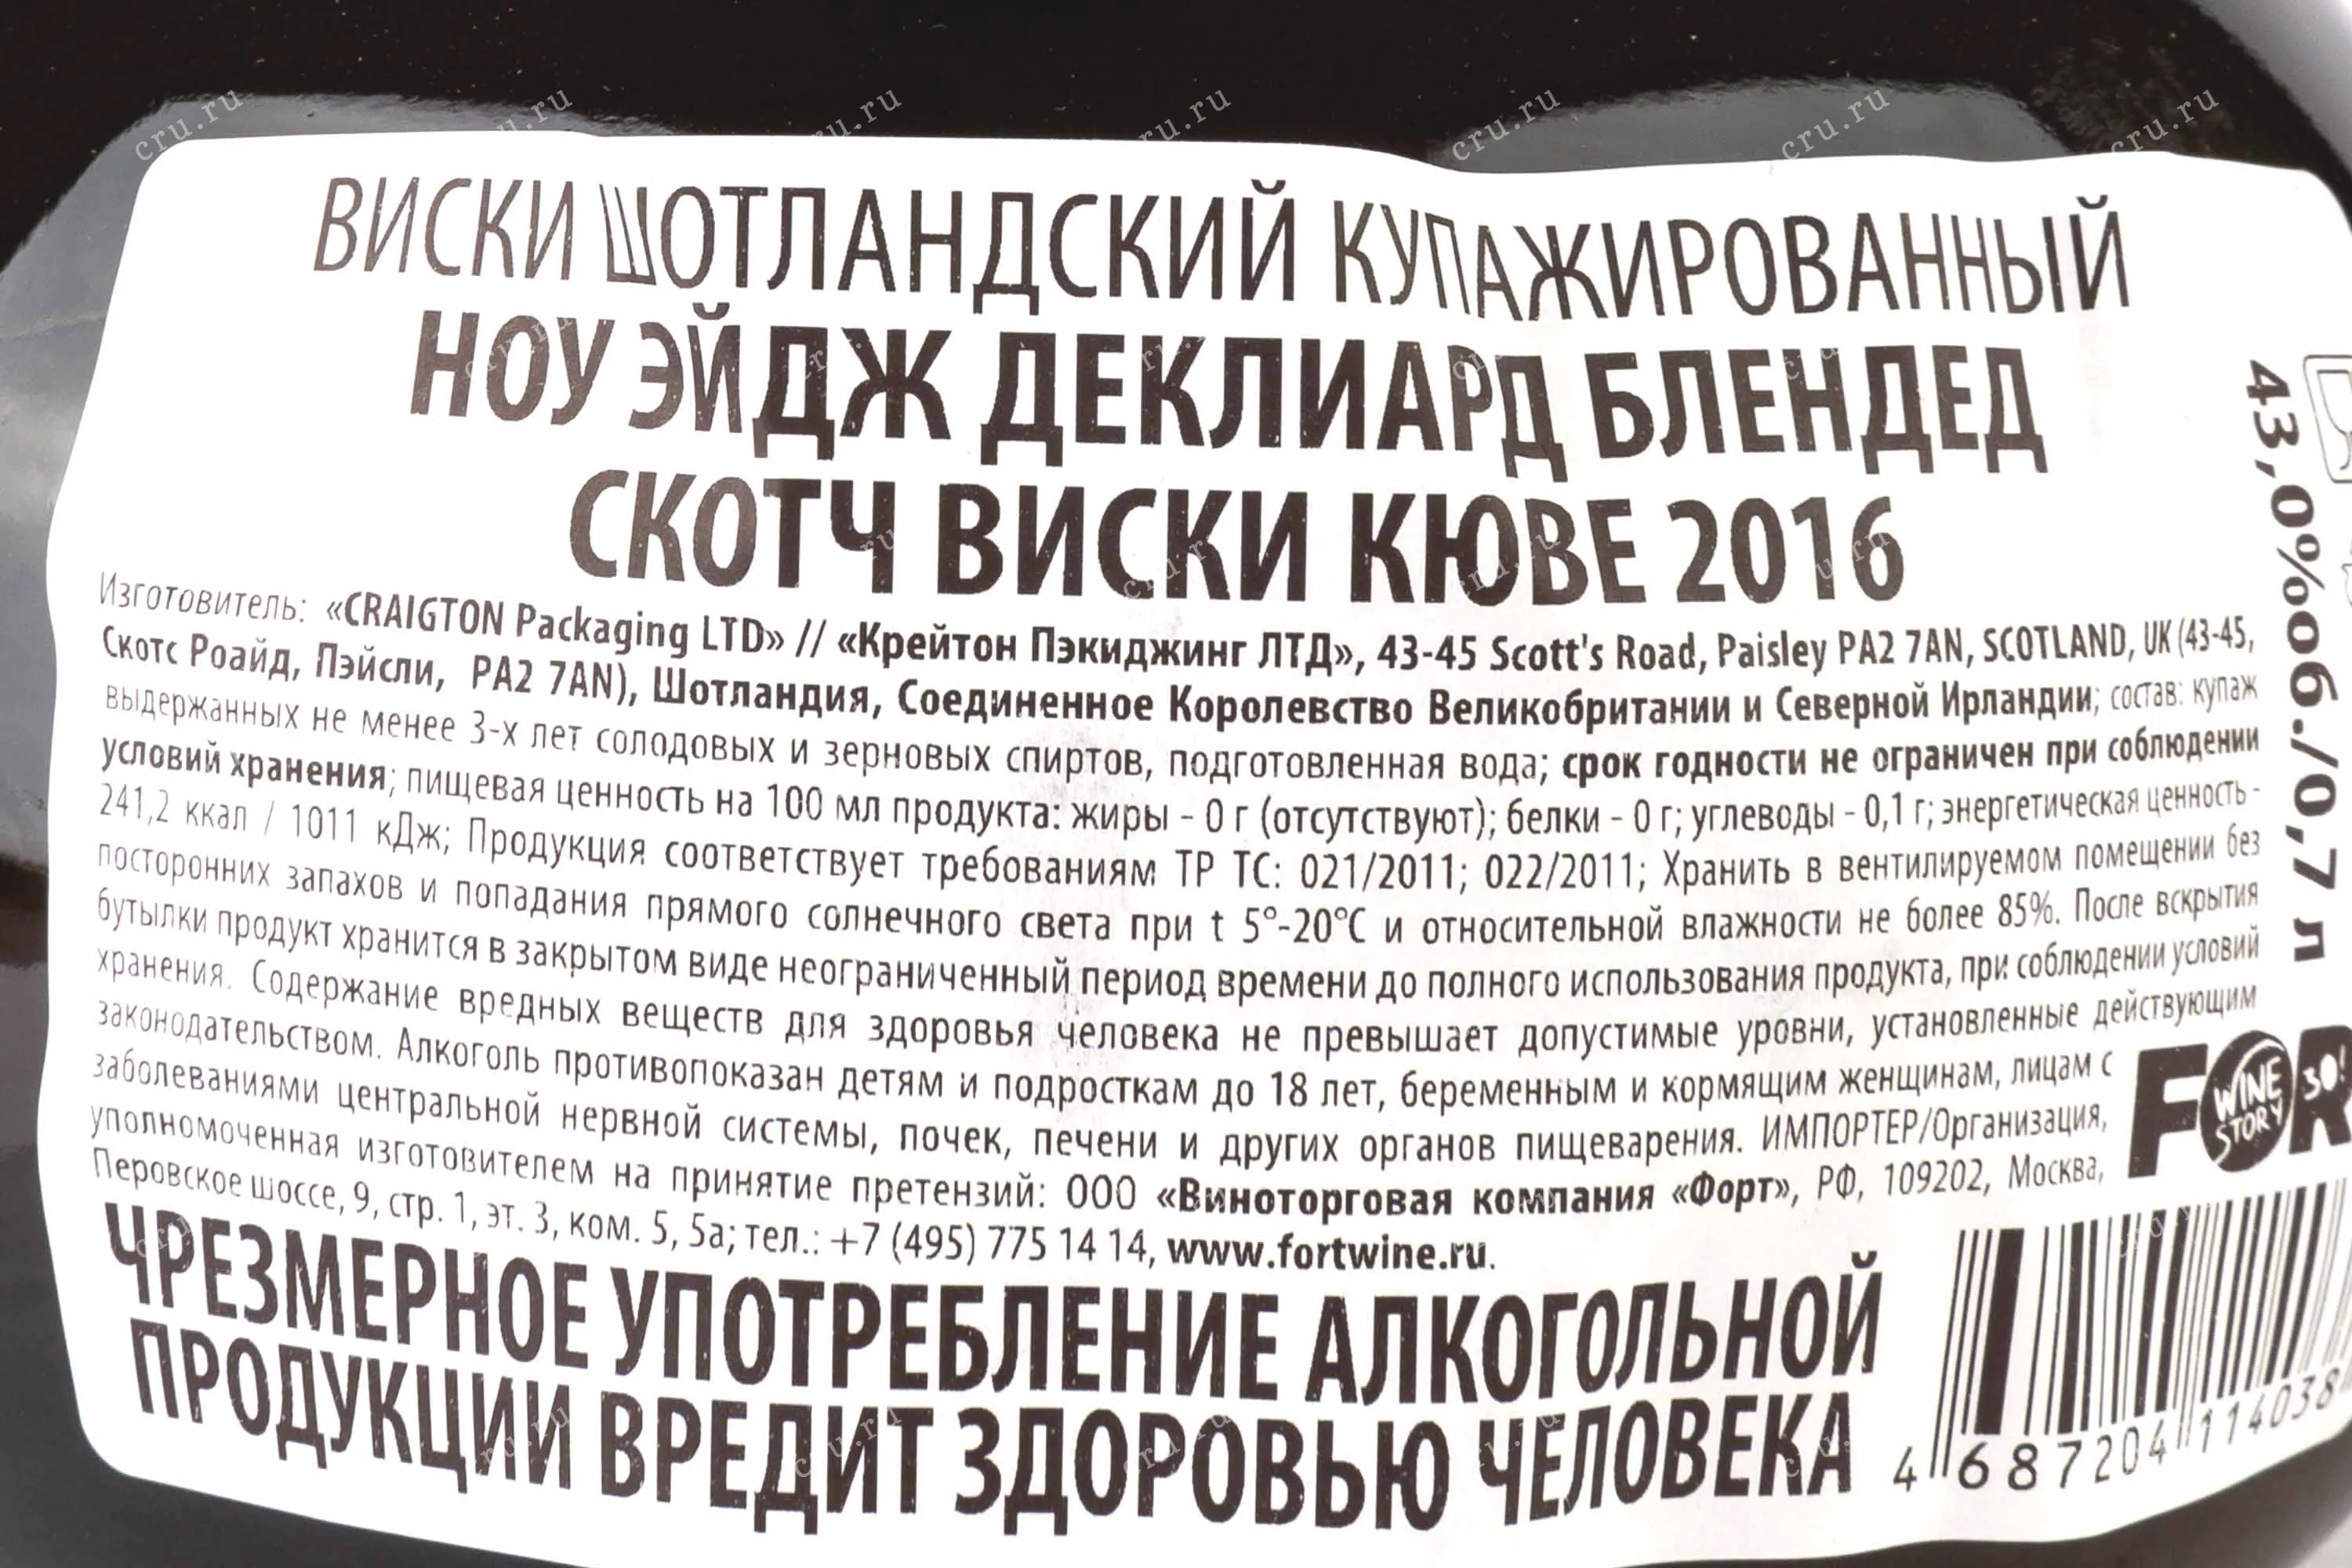 ВИСКИ ШОТЛАНДСКИЙ КУПАЖИРОВАННЫЙ
НОУ ЭЙДЖ ДЕКЛИАРД БЛЕНДЕД
СКОТЧ ВИСКИ КЮВЕ 2016
Изготовитель: «CRAIGTON Packaging LTD» // «Крейтон Пэкиджинг ЛТД», 43-45 Scott's Road, Paisley PA2 7AN, SCOTLAND, UK (43-45,
Скотс Роайд, Пэйсли, PA2 7AN), Шотландия, Соединенное Королевство Великобритании и Северной Ирландии; состав: купаж
выдержанных не менее 3-х лет солодовых и зерновых спиртов, подготовленная вода; срок годности не ограничен при соблюдении
условий хранения; пищевая ценность на 100 мл продукта: жиры - 0 г (отсутствуют); белки - 0 г; углеводы - 0,1 г; энергетическая ценность -
241,2 ккал / 1011 кДж; Продукция соответствует требованиям ТР ТС: 021/2011; 022/2011; Хранить в вентилируемом помещении без
посторонних запахов и попадания прямого солнечного света при t 5°-20°C и относительной влажности не более 85%. После вскрытия
бутылки продукт хранится в закрытом виде неограниченный период времени до полного использования продукта, при соблюдении условий
хранения. Содержание вредных веществ для здоровья человека не превышает допустимые уровни, установленные действующим
законодательством. Алкоголь противопоказан детям и подросткам до 18 лет, беременным и кормящим женщинам, лицам с
заболеваниями центральной нервной системы, почек, печени и других органов пищеварения. ИМПОРТЕР/Организация,
уполномоченная изготовителем на принятие претензий: ООО «Виноторговая компания «Форт», РФ, 109202, Москва,
Перовское шоссе, 9, стр. 1, эт. 3, ком. 5, 5а; тел.: +7 (495) 775 14 14, www.fortwine.ru.
ЧРЕЗМЕРНОЕ УПОТРЕБЛЕНИЕ АЛКОГОЛЬНОЙ
ПРОДУКЦИИ ВРЕДИТ ЗДОРОВЬЮ ЧЕЛОВЕКА
43,0%об./0,7 л
FOR
WINE
STORY
30!
4 687204 114038
cru.ru